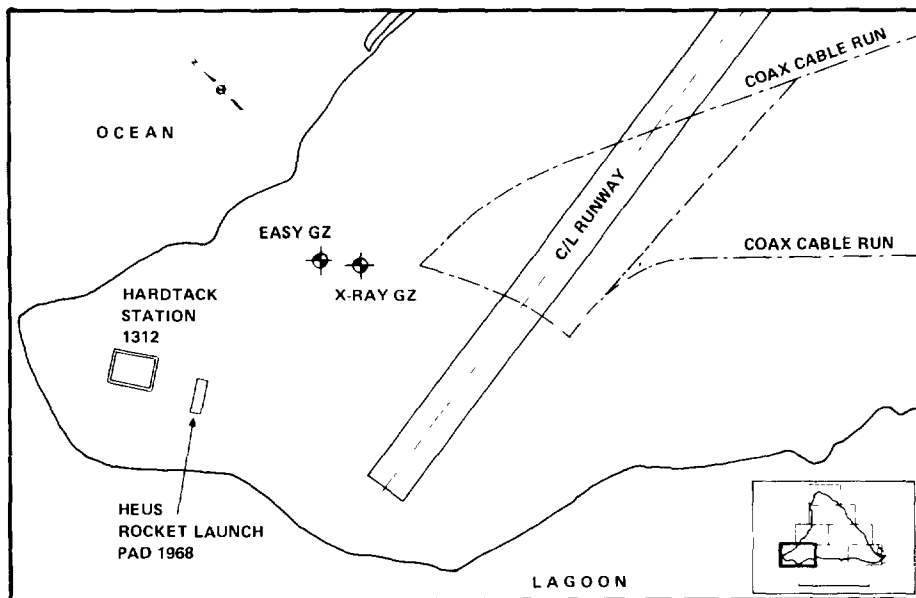 COAX CABLE RUN
N
OCEAN
C/L RUNWAY
EASY GZ
COAX CABLE RUN
X-RAY GZ
HARDTACK
STATION
1312
HEUS
ROCKET LAUNCH
PAD 1968
LAGOON